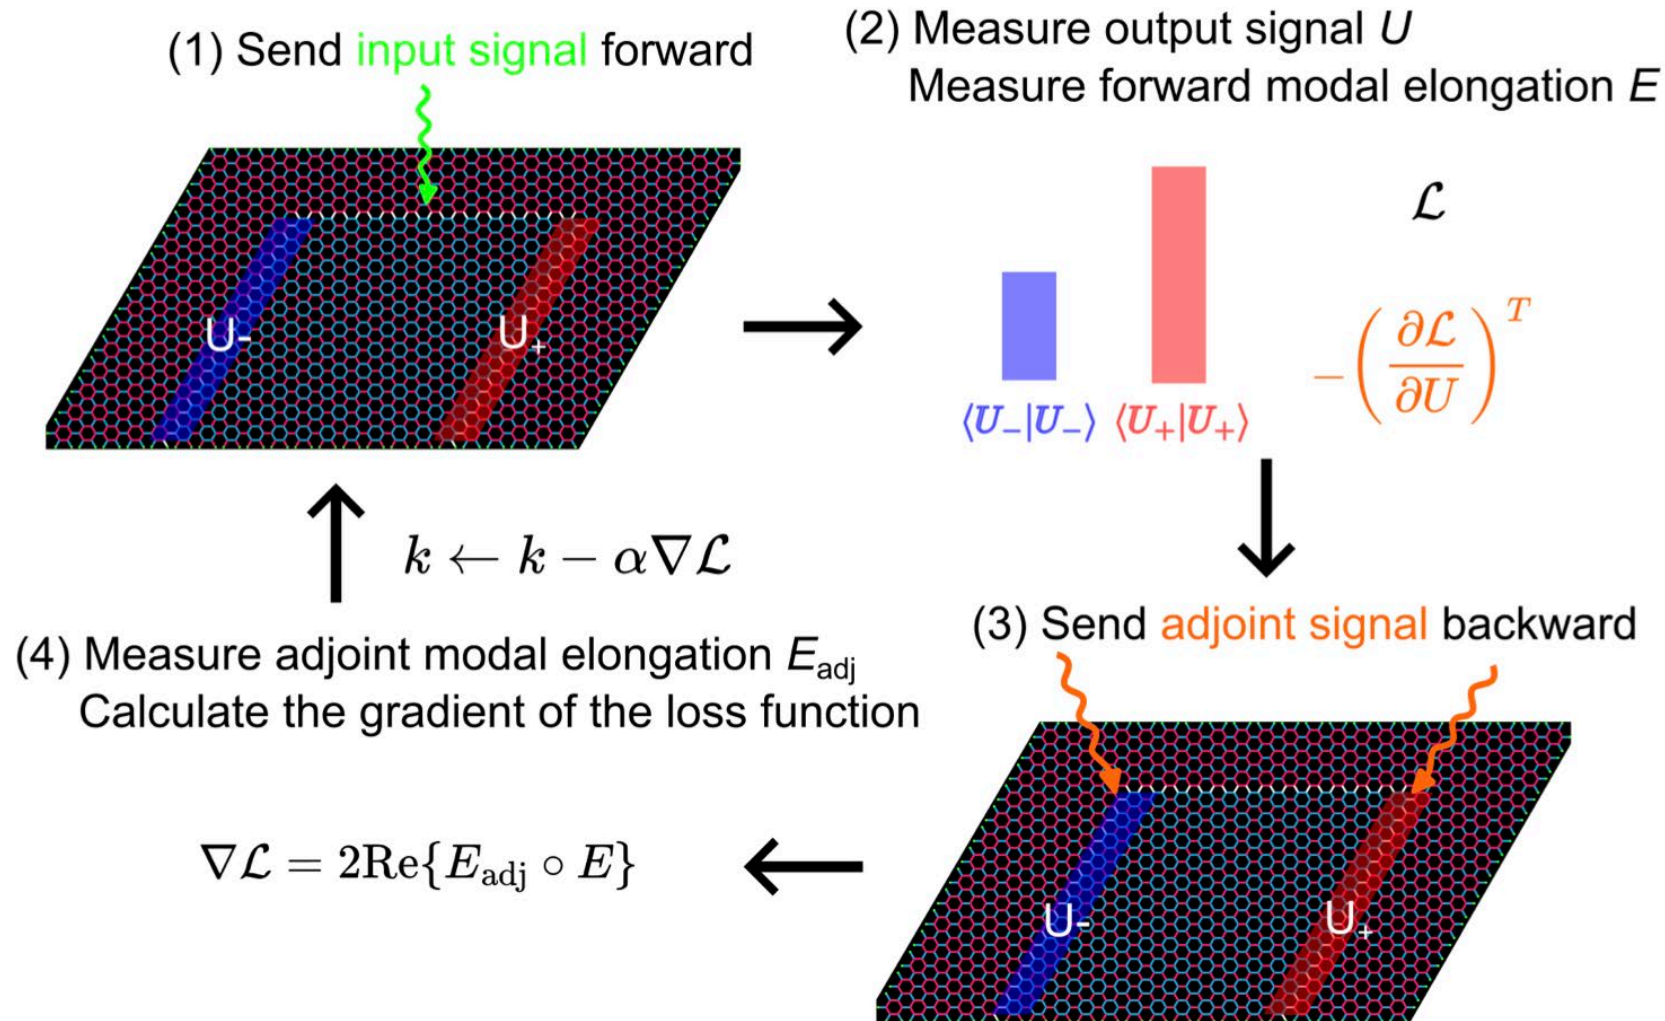 (1) Send input signal forward
U-
U₊
(2) Measure output signal U
Measure forward modal elongation E
ℒ
−(∂ℒ/∂U)ᵀ
⟨U₋|U₋⟩ ⟨U₊|U₊⟩
(3) Send adjoint signal backward
U-
U₊
(4) Measure adjoint modal elongation E_adj
Calculate the gradient of the loss function
∇ℒ = 2Re{E_adj ∘ E}
k ← k − α∇ℒ